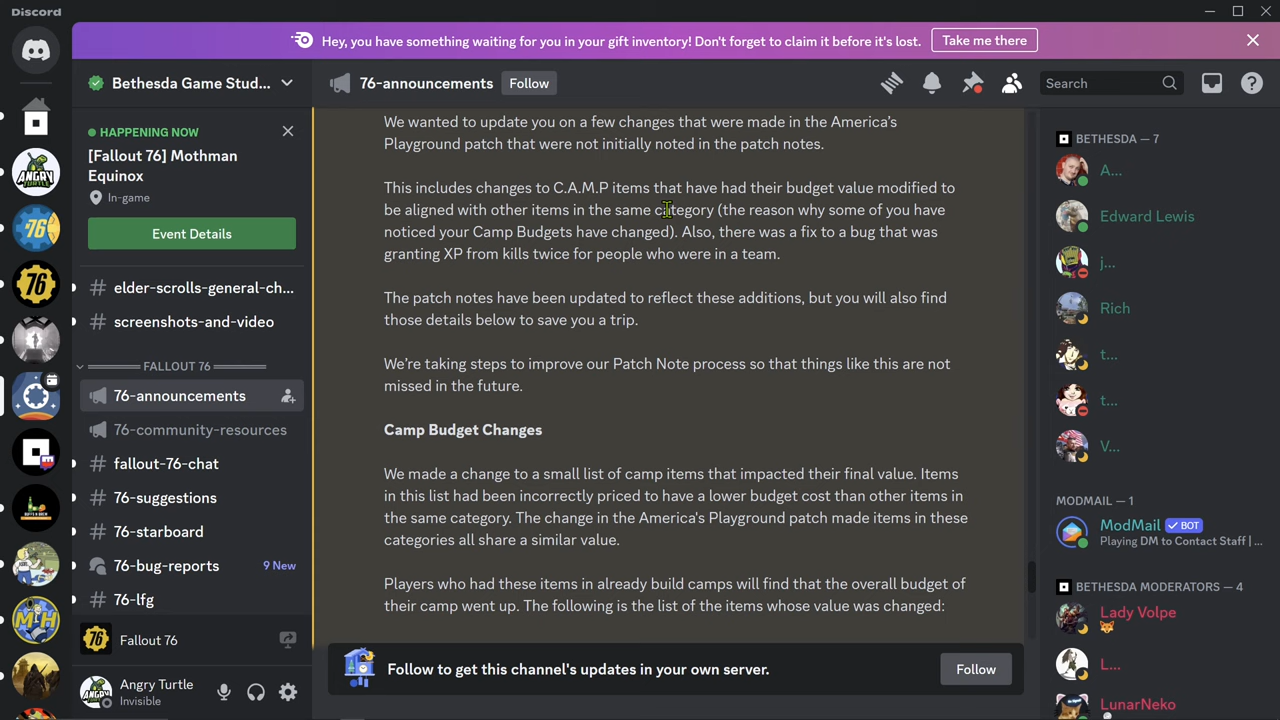 Discord
Hey, you have something waiting for you in your gift inventory! Don't forget to claim it before it's lost.
Take me there
Bethesda Game Stud...
76-announcements
Follow
Search
HAPPENING NOW
[Fallout 76] Mothman
Equinox
In-game
Event Details
elder-scrolls-general-ch...
screenshots-and-video
FALLOUT 76
76-announcements
76-community-resources
fallout-76-chat
76-suggestions
76-starboard
76-bug-reports
9 New
76-lfg
Fallout 76
Angry Turtle
Invisible
We wanted to update you on a few changes that were made in the America's
Playground patch that were not initially noted in the patch notes.
This includes changes to C.A.M.P items that have had their budget value modified to
be aligned with other items in the same category (the reason why some of you have
noticed your Camp Budgets have changed). Also, there was a fix to a bug that was
granting XP from kills twice for people who were in a team.
The patch notes have been updated to reflect these additions, but you will also find
those details below to save you a trip.
We're taking steps to improve our Patch Note process so that things like this are not
missed in the future.
Camp Budget Changes
We made a change to a small list of camp items that impacted their final value. Items
in this list had been incorrectly priced to have a lower budget cost than other items in
the same category. The change in the America's Playground patch made items in these
categories all share a similar value.
Players who had these items in already build camps will find that the overall budget of
their camp went up. The following is the list of the items whose value was changed:
Follow to get this channel's updates in your own server.
Follow
BETHESDA — 7
A...
Edward Lewis
j...
Rich
t...
t...
V...
MODMAIL — 1
ModMail
BOT
Playing DM to Contact Staff | ...
BETHESDA MODERATORS — 4
Lady Volpe
L...
LunarNeko
ANGRY
76
76
M H
76